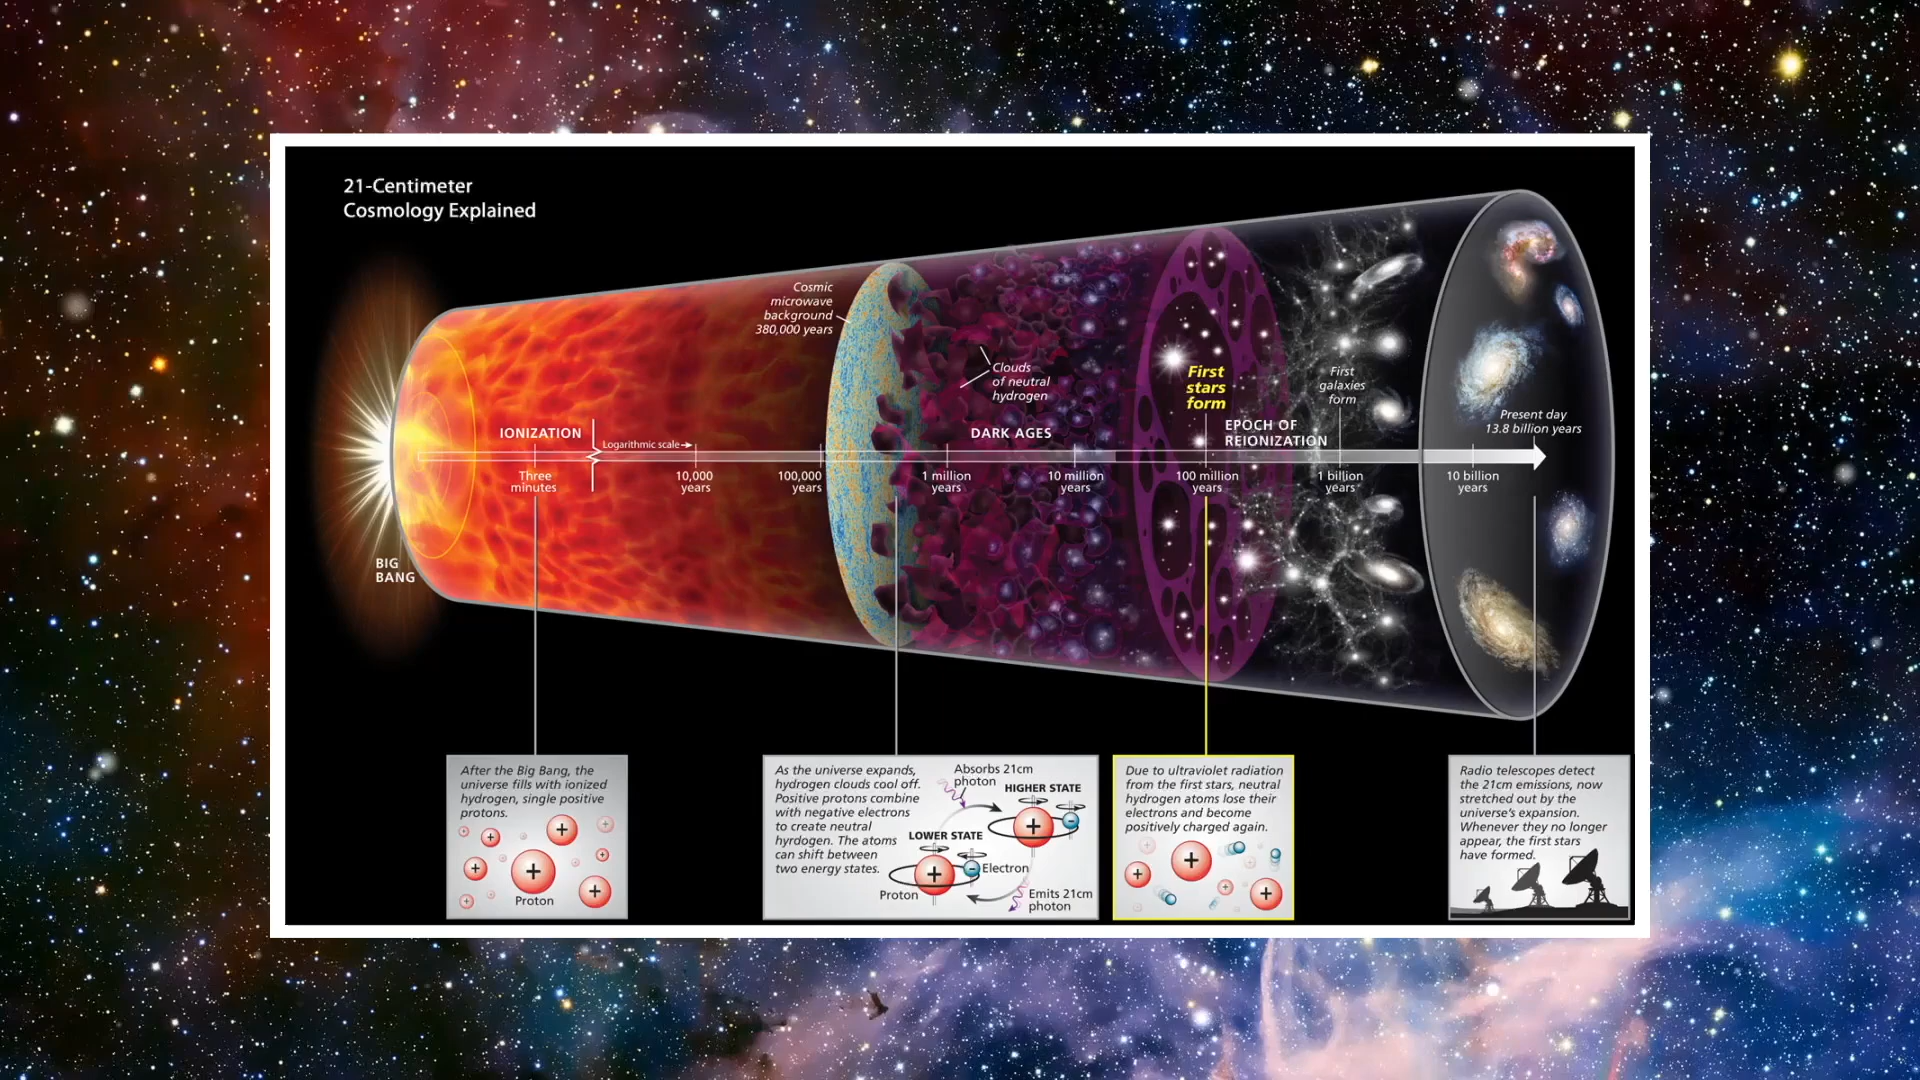 21-Centimeter
Cosmology Explained
Cosmic
microwave
background
380,000 years
Clouds
of neutral
hydrogen
First
stars
form
First
galaxies
form
Present day
13.8 billion years
IONIZATION
Logarithmic scale
DARK AGES
EPOCH OF
REIONIZATION
Three
minutes
10,000
years
100,000
years
1 million
years
10 million
years
100 million
years
1 billion
years
10 billion
years
BIG
BANG
After the Big Bang, the
universe fills with ionized
hydrogen, single positive
protons.
+
+
+
+
+
+
+
+
+
+
Proton
As the universe expands,
hydrogen clouds cool off.
Positive protons combine
with negative electrons
to create neutral
hyrdogen. The atoms
can shift between
two energy states.
Absorbs 21cm
photon
HIGHER STATE
+
-
LOWER STATE
+
-
Electron
Proton
Emits 21cm
photon
Due to ultraviolet radiation
from the first stars, neutral
hydrogen atoms lose their
electrons and become
positively charged again.
+
+
+
+
+
Radio telescopes detect
the 21cm emissions, now
stretched out by the
universe's expansion.
Whenever they no longer
appear, the first stars
have formed.